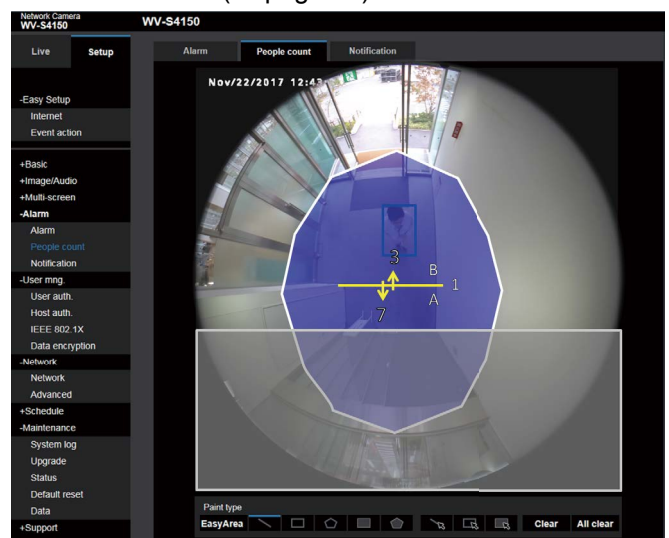 Network Camera
WV-S4150
WV-S4150
Live
Setup
Alarm
People count
Notification
Nov/22/2017 12:43
-Easy Setup
Internet
Event action
+Basic
+Image/Audio
+Multi-screen
-Alarm
Alarm
People count
Notification
-User mng.
User auth.
Host auth.
IEEE 802.1X
Data encryption
-Network
Network
Advanced
+Schedule
-Maintenance
System log
Upgrade
Status
Default reset
Data
+Support
3
B
1
A
7
Paint type
EasyArea
Clear
All clear